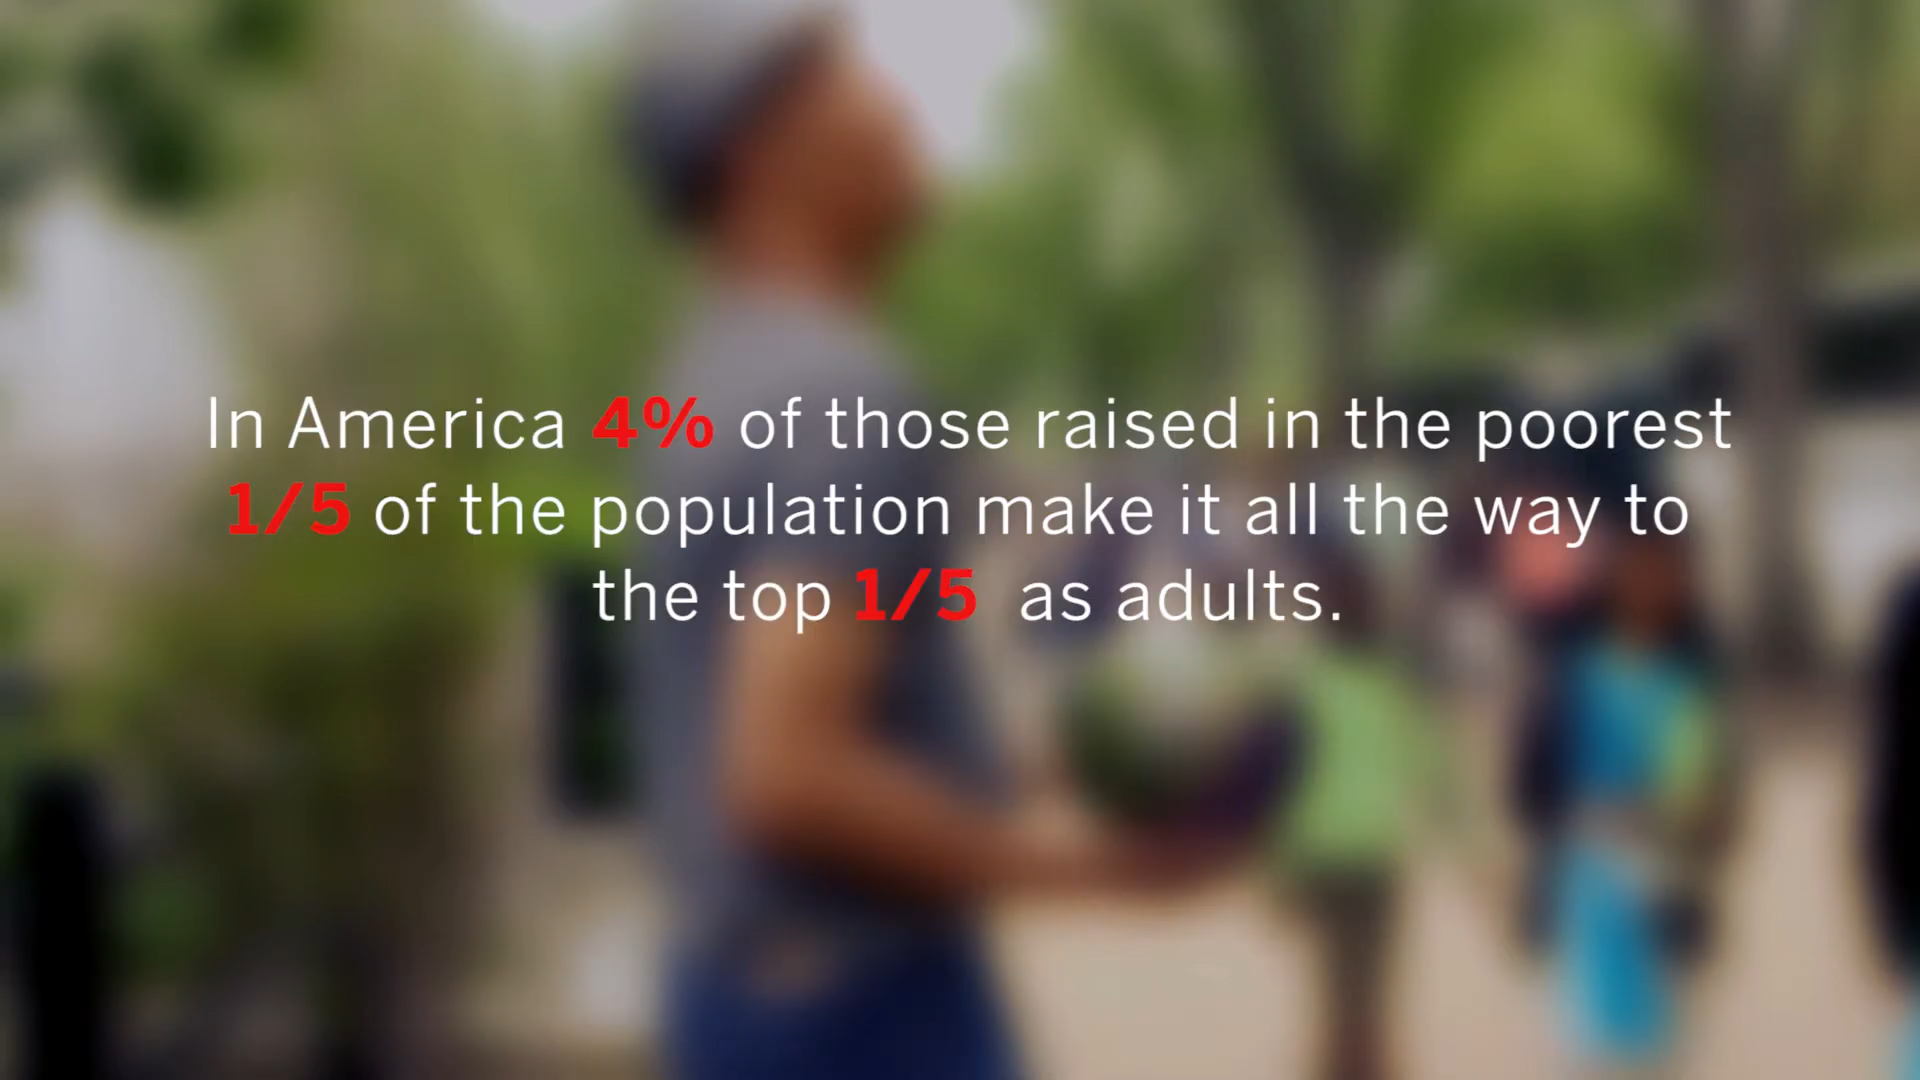 In America 4% of those raised in the poorest
1/5 of the population make it all the way to
the top 1/5 as adults.